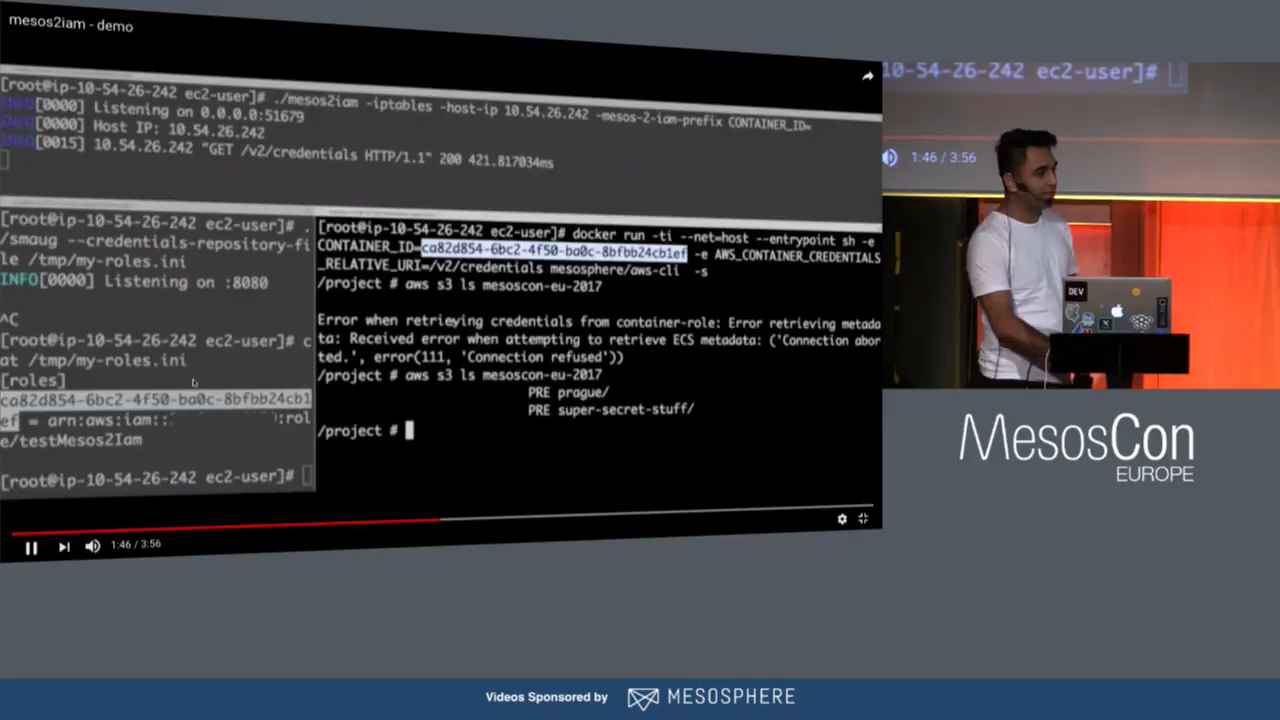 mesos2iam - demo
[root@ip-10-54-26-242 ec2-user]# ./mesos2iam -iptables -host-ip 10.54.26.242 -mesos-2-iam-prefix CONTAINER_ID=
INFO[0000] Listening on 0.0.0.0:51679
INFO[0000] Host IP: 10.54.26.242
INFO[0015] 10.54.26.242 "GET /v2/credentials HTTP/1.1" 200 421.817034ms
[root@ip-10-54-26-242 ec2-user]# .
/smaug --credentials-repository-fi
le /tmp/my-roles.ini
INFO[0000] Listening on :8080
^C
[root@ip-10-54-26-242 ec2-user]# c
at /tmp/my-roles.ini
[roles]
ca82d854-6bc2-4f50-ba0c-8bfbb24cb1
ef = arn:aws:iam:: :rol
e/testMesos2Iam
[root@ip-10-54-26-242 ec2-user]#
[root@ip-10-54-26-242 ec2-user]# docker run -ti --net=host --entrypoint sh -e
CONTAINER_ID=ca82d854-6bc2-4f50-ba0c-8bfbb24cb1ef -e AWS_CONTAINER_CREDENTIALS
_RELATIVE_URI=/v2/credentials mesosphere/aws-cli -s
/project # aws s3 ls mesoscon-eu-2017
Error when retrieving credentials from container-role: Error retrieving metada
ta: Received error when attempting to retrieve ECS metadata: ('Connection abor
ted.', error(111, 'Connection refused'))
/project # aws s3 ls mesoscon-eu-2017
PRE prague/
PRE super-secret-stuff/
/project #
1:46 / 3:56
10-54-26-242 ec2-user]#
1:46 / 3:56
DEV
MesosCon
EUROPE
Videos Sponsored by
MESOSPHERE